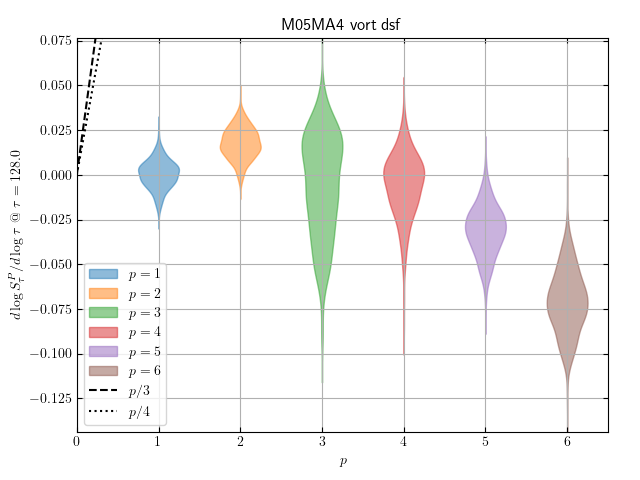 M05MA4 vort dsf
d log S_τ^P / d log τ @ τ = 128.0
0.075
0.050
0.025
0.000
−0.025
−0.050
−0.075
−0.100
−0.125
p = 1
p = 2
p = 3
p = 4
p = 5
p = 6
p/3
p/4
0 1 2 3 4 5 6
p